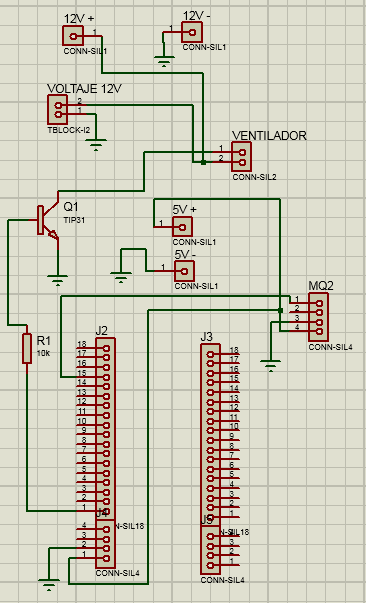 12V +
1
CONN-SIL1
12V -
1
CONN-SIL1
VOLTAJE 12V
2
1
TBLOCK-I2
VENTILADOR
1
2
CONN-SIL2
Q1
TIP31
5V +
1
CONN-SIL1
5V -
1
CONN-SIL1
MQ2
1
2
3
4
CONN-SIL4
R1
10k
J2
18
17
16
15
14
13
12
11
10
9
8
7
6
5
4
3
2
1
J3
18
17
16
15
14
13
12
11
10
9
8
7
6
5
4
3
2
1
J4
N-SIL18
4
3
2
1
CONN-SIL4
J5
SIL18
3
2
1
CONN-SIL4